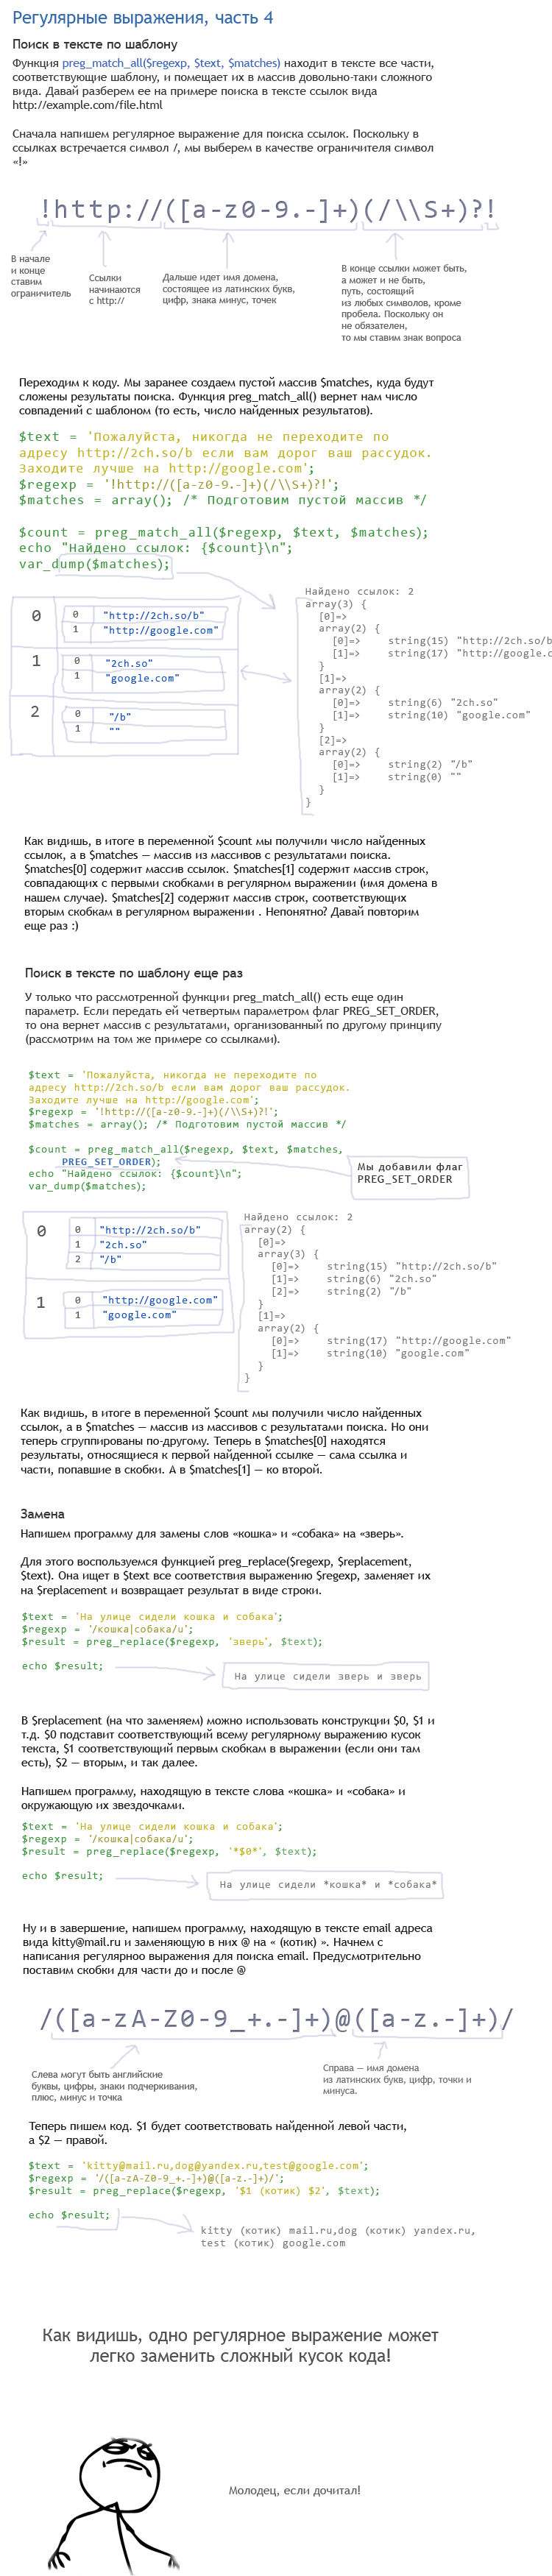 Регулярные выражения, часть 4
Поиск в тексте по шаблону
Функция preg_match_all($regexp, $text, $matches) находит в тексте все части,
соответствующие шаблону, и помещает их в массив довольно-таки сложного
вида. Давай разберем ее на примере поиска в тексте ссылок вида
http://example.com/file.html
Сначала напишем регулярное выражение для поиска ссылок. Поскольку в
ссылках встречается символ /, мы выберем в качестве ограничителя символ
«!»
!http://([a-z0-9.-]+)(/\\S+)?!
В начале
и конце
ставим
ограничитель
Ссылки
начинаются
с http://
Дальше идет имя домена,
состоящее из латинских букв,
цифр, знака минус, точек
В конце ссылки может быть,
а может и не быть,
путь, состоящий
из любых символов, кроме
пробела. Поскольку он
не обязателен,
то мы ставим знак вопроса
Переходим к коду. Мы заранее создаем пустой массив $matches, куда будут
сложены результаты поиска. Функция preg_match_all() вернет нам число
совпадений с шаблоном (то есть, число найденных результатов).
$text = 'Пожалуйста, никогда не переходите по
адресу http://2ch.so/b если вам дорог ваш рассудок.
Заходите лучше на http://google.com';
$regexp = '!http://([a-z0-9.-]+)(/\\S+)?!';
$matches = array(); /* Подготовим пустой массив */
$count = preg_match_all($regexp, $text, $matches);
echo "Найдено ссылок: {$count}\n";
var_dump($matches);
0
0 "http://2ch.so/b"
1 "http://google.com"
1
0 "2ch.so"
1 "google.com"
2
0 "/b"
1 ""
Найдено ссылок: 2
array(3) {
[0]=>
array(2) {
[0]=> string(15) "http://2ch.so/b
[1]=> string(17) "http://google.c
}
[1]=>
array(2) {
[0]=> string(6) "2ch.so"
[1]=> string(10) "google.com"
}
[2]=>
array(2) {
[0]=> string(2) "/b"
[1]=> string(0) ""
}
}
Как видишь, в итоге в переменной $count мы получили число найденных
ссылок, а в $matches — массив из массивов с результатами поиска.
$matches[0] содержит массив ссылок. $matches[1] содержит массив строк,
совпадающих с первыми скобками в регулярном выражении (имя домена в
нашем случае). $matches[2] содержит массив строк, соответствующих
вторым скобкам в регулярном выражении . Непонятно? Давай повторим
еще раз :)
Поиск в тексте по шаблону еще раз
У только что рассмотренной функции preg_match_all() есть еще один
параметр. Если передать ей четвертым параметром флаг PREG_SET_ORDER,
то она вернет массив с результатами, организованный по другому принципу
(рассмотрим на том же примере со ссылками).
$text = 'Пожалуйста, никогда не переходите по
адресу http://2ch.so/b если вам дорог ваш рассудок.
Заходите лучше на http://google.com';
$regexp = '!http://([a-z0-9.-]+)(/\\S+)?!';
$matches = array(); /* Подготовим пустой массив */
$count = preg_match_all($regexp, $text, $matches,
PREG_SET_ORDER);
echo "Найдено ссылок: {$count}\n";
var_dump($matches);
Мы добавили флаг
PREG_SET_ORDER
0
0 "http://2ch.so/b"
1 "2ch.so"
2 "/b"
1
0 "http://google.com"
1 "google.com"
Найдено ссылок: 2
array(2) {
[0]=>
array(3) {
[0]=> string(15) "http://2ch.so/b"
[1]=> string(6) "2ch.so"
[2]=> string(2) "/b"
}
[1]=>
array(2) {
[0]=> string(17) "http://google.com"
[1]=> string(10) "google.com"
}
}
Как видишь, в итоге в переменной $count мы получили число найденных
ссылок, а в $matches — массив из массивов с результатами поиска. Но они
теперь сгруппированы по-другому. Теперь в $matches[0] находятся
результаты, относящиеся к первой найденной ссылке — сама ссылка и
части, попавшие в скобки. А в $matches[1] — ко второй.
Замена
Напишем программу для замены слов «кошка» и «собака» на «зверь».
Для этого воспользуемся функцией preg_replace($regexp, $replacement,
$text). Она ищет в $text все соответствия выражению $regexp, заменяет их
на $replacement и возвращает результат в виде строки.
$text = 'На улице сидели кошка и собака';
$regexp = '/кошка|собака/u';
$result = preg_replace($regexp, 'зверь', $text);
echo $result;
На улице сидели зверь и зверь
В $replacement (на что заменяем) можно использовать конструкции $0, $1 и
т.д. $0 подставит соответствующий всему регулярному выражению кусок
текста, $1 соответствующий первым скобкам в выражении (если они там
есть), $2 — вторым, и так далее.
Напишем программу, находящую в тексте слова «кошка» и «собака» и
окружающую их звездочками.
$text = 'На улице сидели кошка и собака';
$regexp = '/кошка|собака/u';
$result = preg_replace($regexp, '*$0*', $text);
echo $result;
На улице сидели *кошка* и *собака*
Ну и в завершение, напишем программу, находящую в тексте email адреса
вида kitty@mail.ru и заменяющую в них @ на « (котик) ». Начнем с
написания регулярноо выражения для поиска email. Предусмотрительно
поставим скобки для части до и после @
/([a-zA-Z0-9_+.-]+)@([a-z.-]+)/
Слева могут быть английские
буквы, цифры, знаки подчеркивания,
плюс, минус и точка
Справа — имя домена
из латинских букв, цифр, точки и
минуса.
Теперь пишем код. $1 будет соответствовать найденной левой части,
а $2 — правой.
$text = 'kitty@mail.ru,dog@yandex.ru,test@google.com';
$regexp = '/([a-zA-Z0-9_+.-]+)@([a-z.-]+)/';
$result = preg_replace($regexp, '$1 (котик) $2', $text);
echo $result;
kitty (котик) mail.ru,dog (котик) yandex.ru,
test (котик) google.com
Как видишь, одно регулярное выражение может
легко заменить сложный кусок кода!
Молодец, если дочитал!